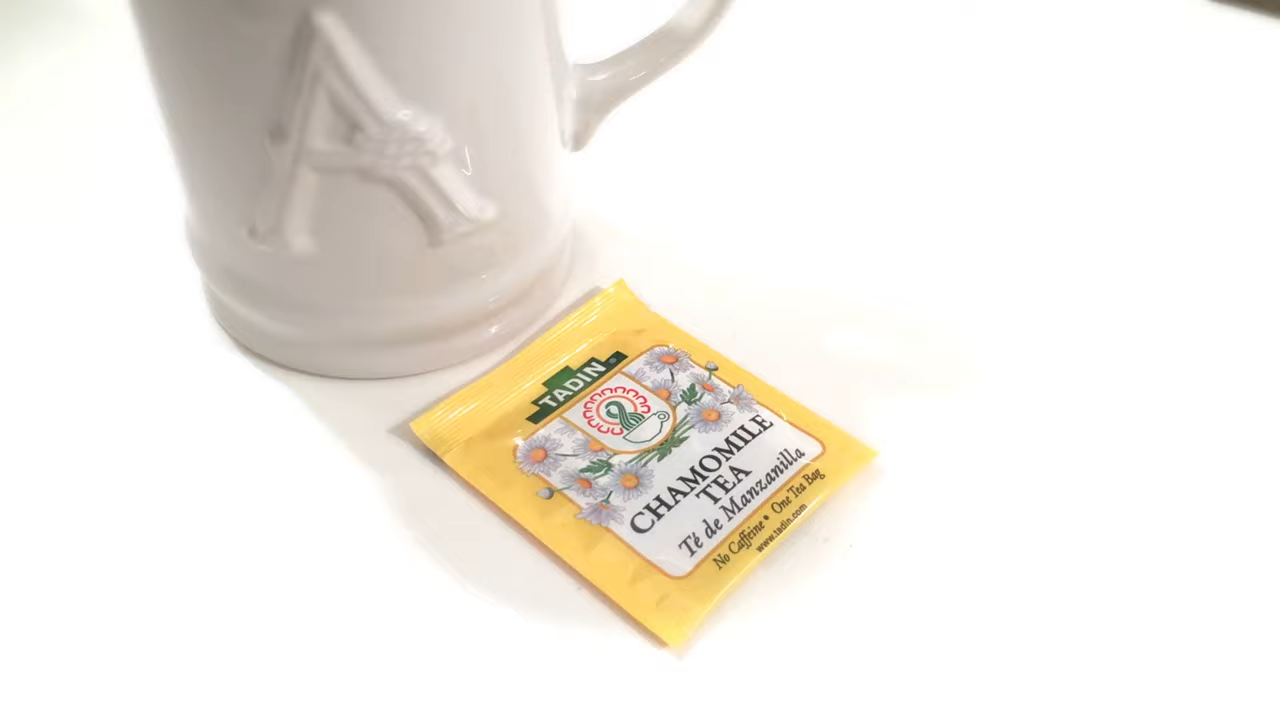 A
TADIN®
CHAMOMILE
TEA
Té de Manzanilla
No Caffeine • One Tea Bag
www.tadin.com